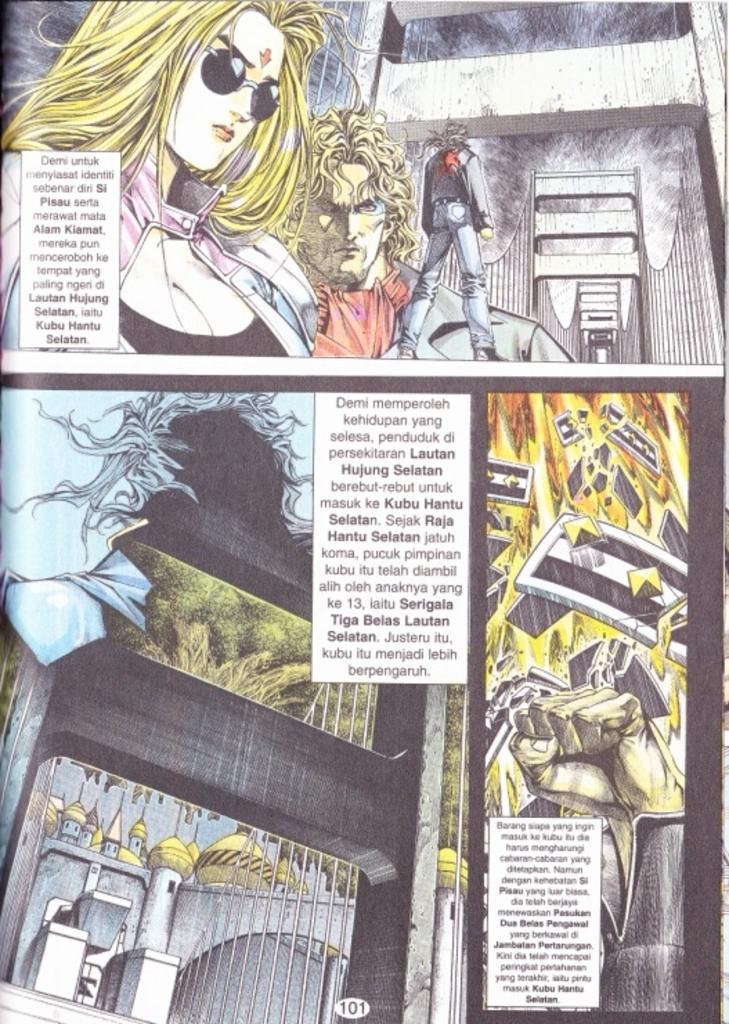 Demi untuk
menyiasat identiti
sebenar diri Si
Pisau serta
merawat mata
Alam Kiamat,
mereka pun
menceroboh ke
tempat yang
paling ngeri di
Lautan Hujung
Selatan, iaitu
Kubu Hantu
Selatan.
Demi memperoleh
kehidupan yang
selesa, penduduk di
persekitaran Lautan
Hujung Selatan
berebut-rebut untuk
masuk ke Kubu Hantu
Selatan. Sejak Raja
Hantu Selatan jatuh
koma, pucuk pimpinan
kubu itu telah diambil
alih oleh anaknya yang
ke 13, iaitu Serigala
Tiga Belas Lautan
Selatan. Justeru itu,
kubu itu menjadi lebih
berpengaruh.
Barang siapa yang ingin
masuk ke kubu itu dia
harus mengharungi
cabaran-cabaran yang
ditetapkan. Namun
dengan kehebatan Si
Pisau yang luar biasa,
dia telah berjaya
menewaskan Pasukan
Dua Belas Pengawal
yang berkawal di
Jambatan Pertarungan.
Kini dia telah mencapai
peringkat pertahanan
yang terakhir, iaitu pintu
masuk Kubu Hantu
Selatan.
101